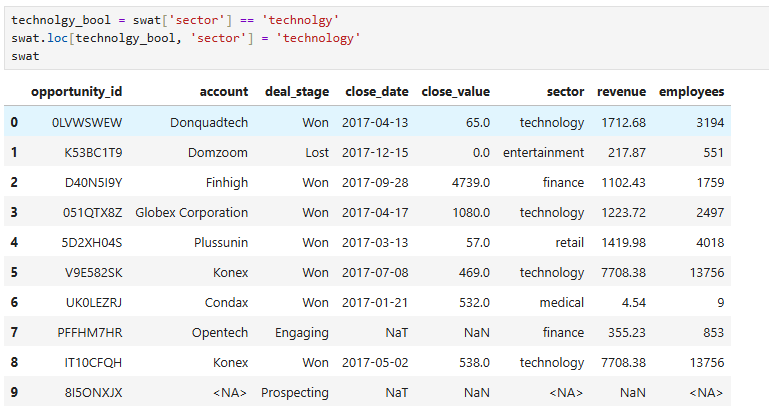 technolgy_bool = swat['sector'] == 'technolgy'
swat.loc[technolgy_bool, 'sector'] = 'technology'
swat
opportunity_id account deal_stage close_date close_value sector revenue employees
0 0LVWSWEW Donquadtech Won 2017-04-13 65.0 technology 1712.68 3194
1 K53BC1T9 Domzoom Lost 2017-12-15 0.0 entertainment 217.87 551
2 D40N5I9Y Finhigh Won 2017-09-28 4739.0 finance 1102.43 1759
3 051QTX8Z Globex Corporation Won 2017-04-17 1080.0 technology 1223.72 2497
4 5D2XH04S Plussunin Won 2017-03-13 57.0 retail 1419.98 4018
5 V9E582SK Konex Won 2017-07-08 469.0 technology 7708.38 13756
6 UK0LEZRJ Condax Won 2017-01-21 532.0 medical 4.54 9
7 PFFHM7HR Opentech Engaging NaT NaN finance 355.23 853
8 IT10CFQH Konex Won 2017-05-02 538.0 technology 7708.38 13756
9 8I5ONXJX <NA> Prospecting NaT NaN <NA> NaN <NA>